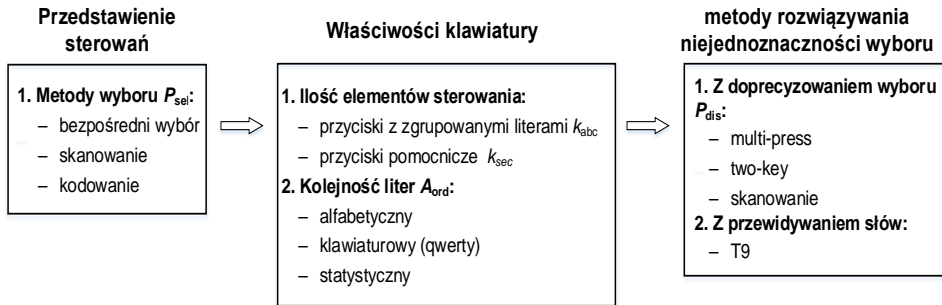 Przedstawienie
sterowań
1. Metody wyboru Psel:
– bezpośredni wybór
– skanowanie
– kodowanie
Właściwości klawiatury
1. Ilość elementów sterowania:
– przyciski z zgrupowanymi literami kabc
– przyciski pomocnicze ksec
2. Kolejność liter Aord:
– alfabetyczny
– klawiaturowy (qwerty)
– statystyczny
metody rozwiązywania
niejednoznaczności wyboru
1. Z doprecyzowaniem wyboru
Pdis:
– multi-press
– two-key
– skanowanie
2. Z przewidywaniem słów:
– T9